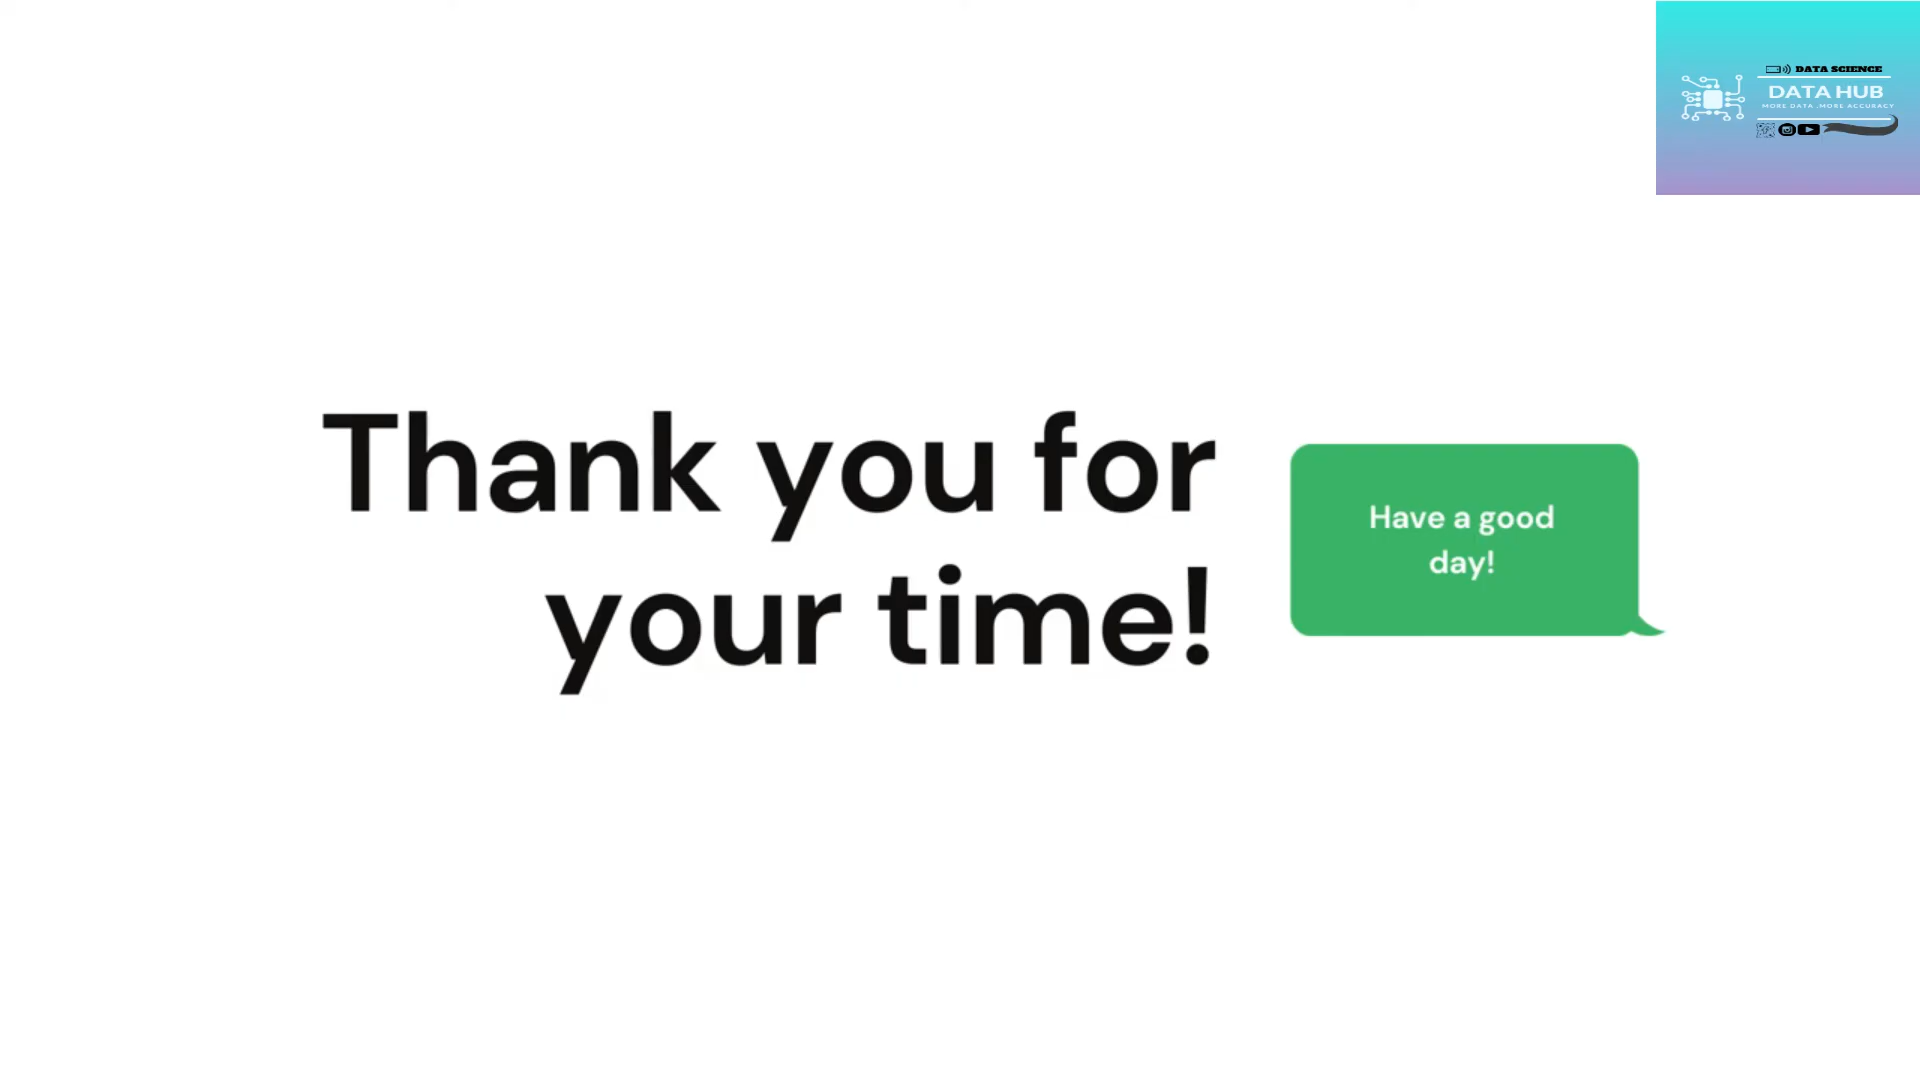 DATA SCIENCE
DATA HUB
MORE DATA .MORE ACCURACY
Thank you for
your time!
Have a good
day!